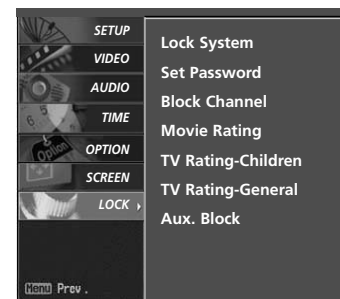 SETUP
VIDEO
AUDIO
TIME
OPTION
SCREEN
LOCK
Menu Prev.
Lock System
Set Password
Block Channel
Movie Rating
TV Rating-Children
TV Rating-General
Aux. Block